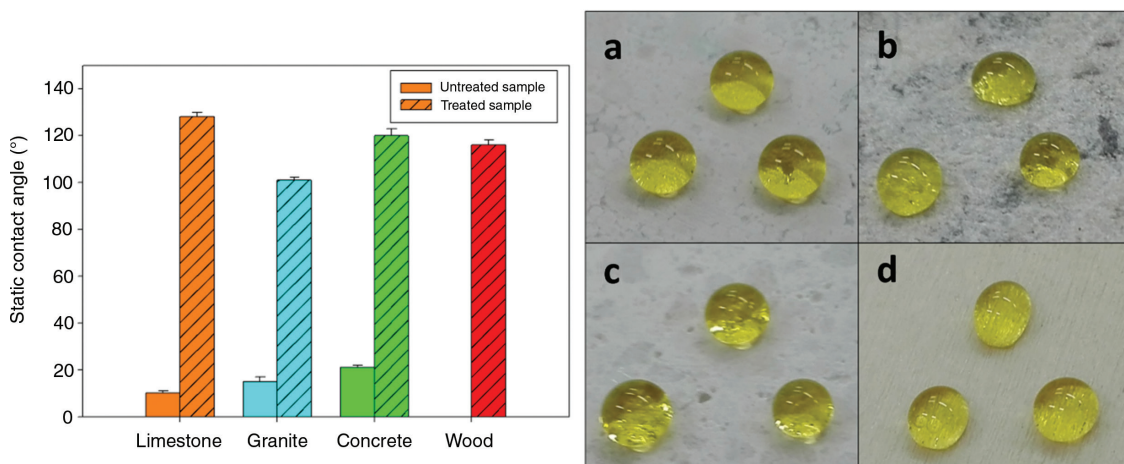 Static contact angle (°)
140
120
100
80
60
40
20
0
Untreated sample
Treated sample
Limestone Granite Concrete Wood
a
b
c
d